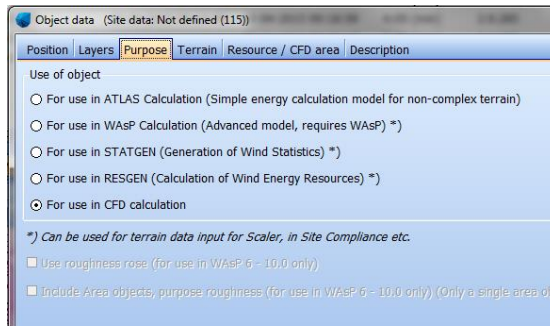 Object data (Site data: Not defined (115))
Position Layers Purpose Terrain Resource / CFD area Description
Use of object
For use in ATLAS Calculation (Simple energy calculation model for non-complex terrain)
For use in WAsP Calculation (Advanced model, requires WAsP) *)
For use in STATGEN (Generation of Wind Statistics) *)
For use in RESGEN (Calculation of Wind Energy Resources) *)
For use in CFD calculation
*) Can be used for terrain data input for Scaler, in Site Compliance etc.
Use roughness rose (for use in WAsP 6 - 10.0 only)
Include Area objects, purpose roughness (for use in WAsP 6 - 10.0 only) (Only a single area